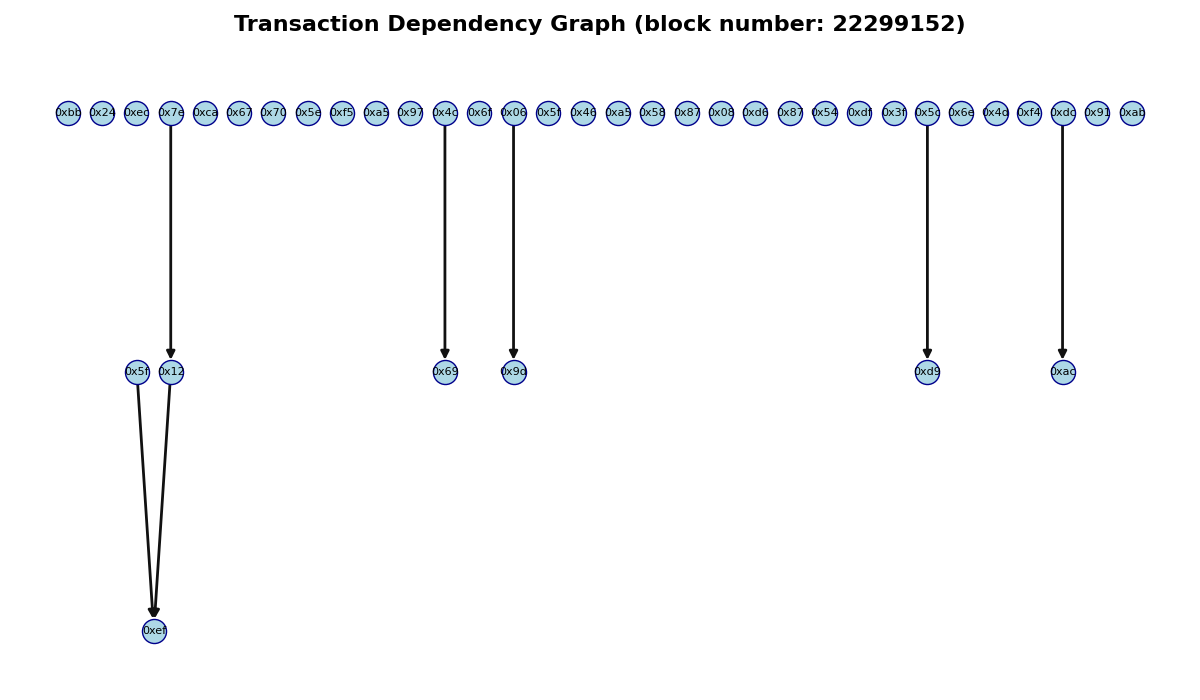 Transaction Dependency Graph (block number: 22299152)
0xbb 0x24 0xec 0x7e 0xca 0x67 0x70 0x5e 0xf5 0xa5 0x97 0x4c 0x6f 0x06 0x5f 0x46 0xa5 0x58 0x87 0x08 0xd6 0x87 0x54 0xdf 0x3f 0x5c 0x6e 0x4d 0xf4 0xdc 0x91 0xab
0x5f 0x12 0x69 0x9d 0xd9 0xac
0xef